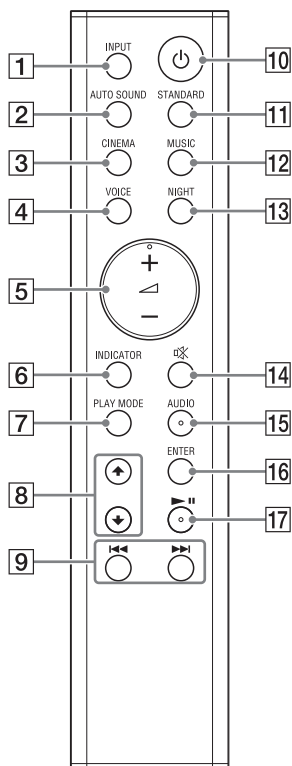 INPUT
1
10
AUTO SOUND STANDARD
2
11
CINEMA MUSIC
3
12
VOICE NIGHT
4
13
+
5
−
INDICATOR
6
14
PLAY MODE AUDIO
7
15
ENTER
8
16
17
9